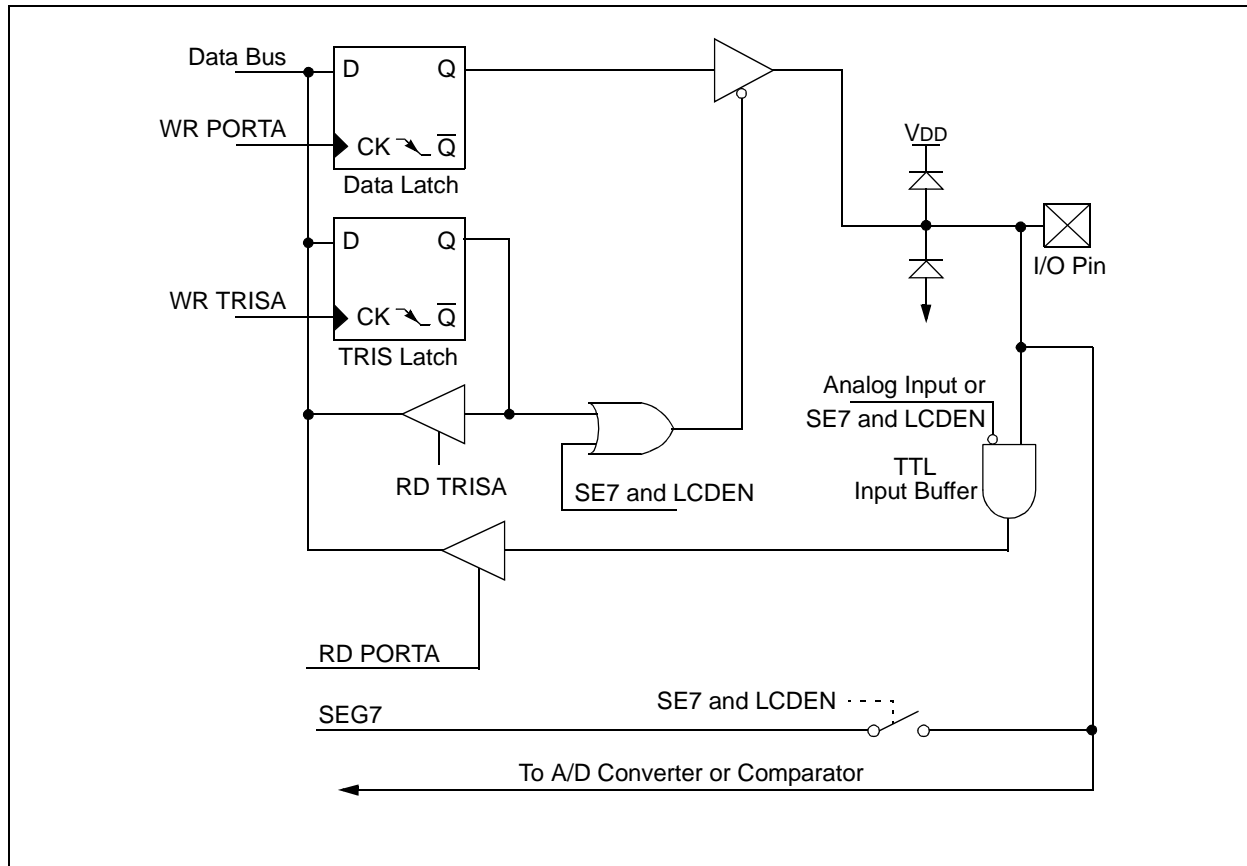 Data Bus
D Q
VDD
WR PORTA
CK Q̅
Data Latch
D Q
I/O Pin
WR TRISA
CK Q̅
TRIS Latch
Analog Input or
SE7 and LCDEN
TTL
Input Buffer
RD TRISA
SE7 and LCDEN
RD PORTA
SE7 and LCDEN
SEG7
To A/D Converter or Comparator